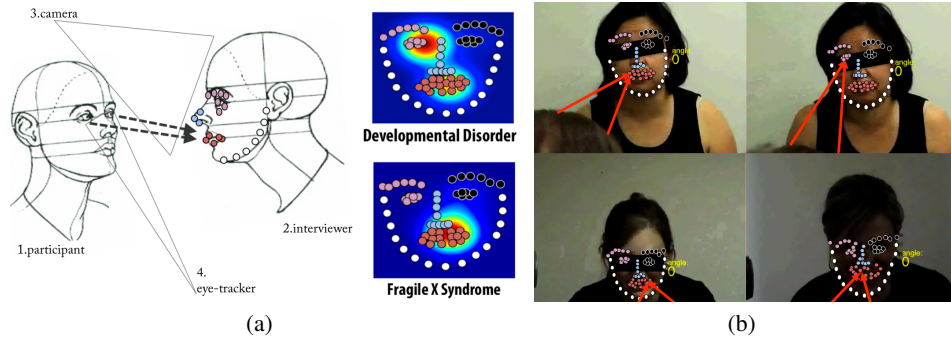 3.camera
1.participant
2.interviewer
4.
eye-tracker
Developmental Disorder
Fragile X Syndrome
angle:
0
angle:
0
angle:
0
angle:
0
(a)
(b)